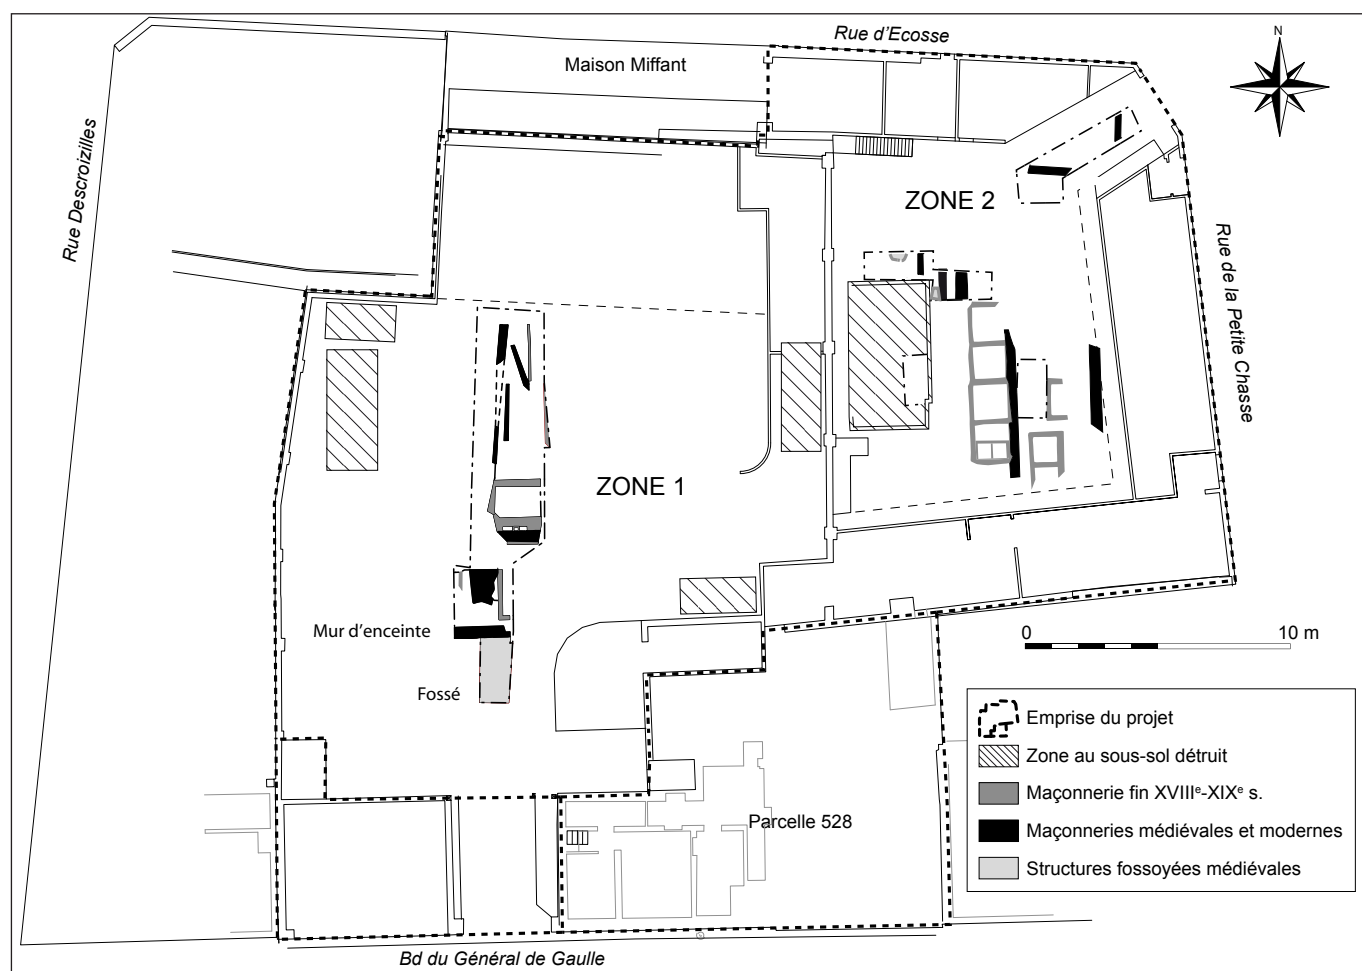 Rue d'Ecosse
N
Maison Miffant
Rue Descroizilles
ZONE 2
Rue de la Petite Chasse
ZONE 1
Mur d'enceinte
0 10 m
Fossé
Emprise du projet
Zone au sous-sol détruit
Maçonnerie fin XVIIIe-XIXe s.
Parcelle 528
Maçonneries médiévales et modernes
Structures fossoyées médiévales
Bd du Général de Gaulle